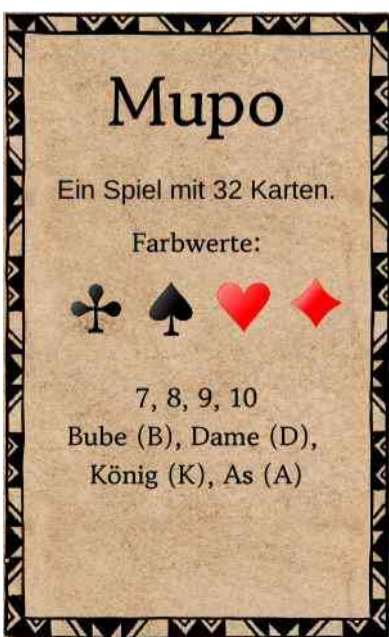 Mupo
Ein Spiel mit 32 Karten.
Farbwerte:
7, 8, 9, 10
Bube (B), Dame (D),
König (K), As (A)